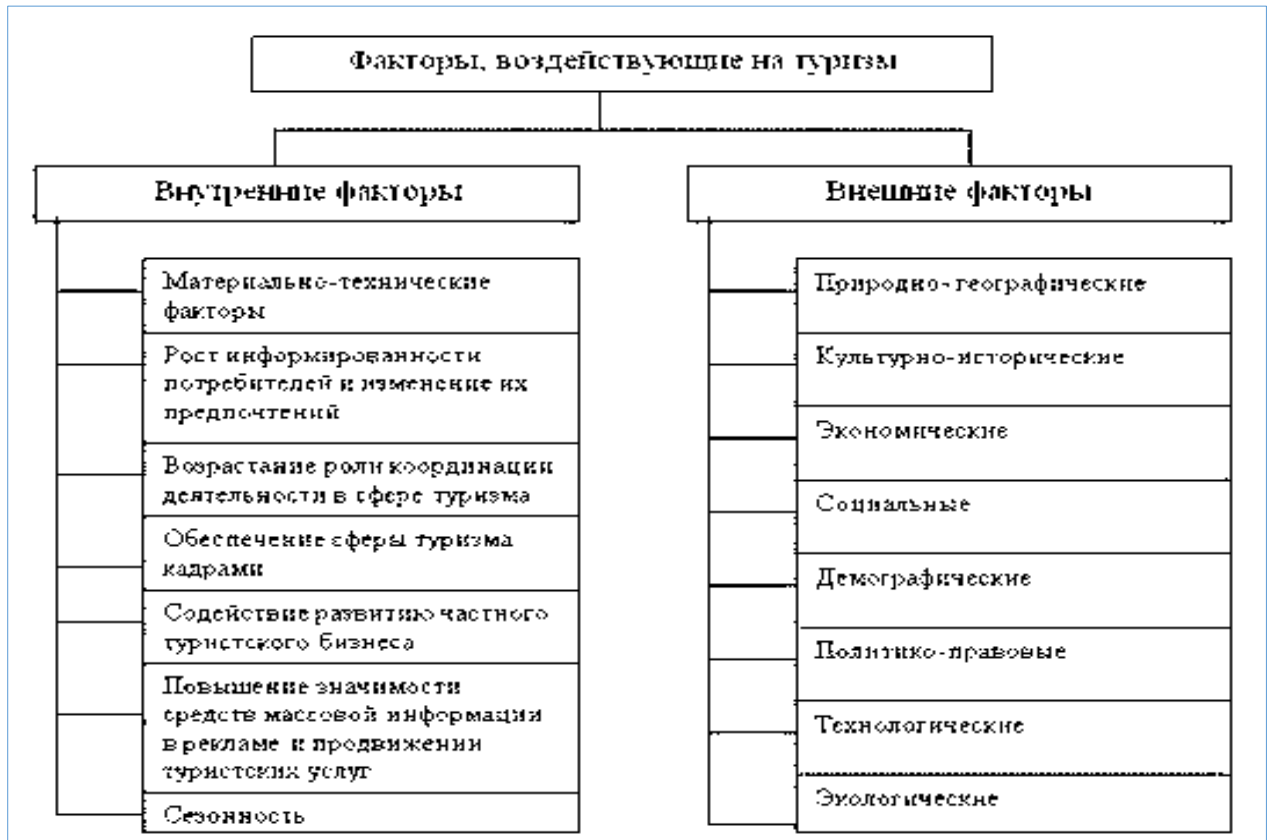 Факторы, воздействующие на туризм
Внутренние факторы
Материально-технические
факторы
Рост информированности
потребителей и изменение их
предпочтений
Возрастание роли координации
деятельности в сфере туризма
Обеспечение сферы туризма
кадрами
Содействие развитию частного
туристского бизнеса
Повышение значимости
средств массовой информации
в рекламе и продвижении
туристских услуг
Сезонность
Внешние факторы
Природно-географические
Культурно-исторические
Экономические
Социальные
Демографические
Политико-правовые
Технологические
Экологические